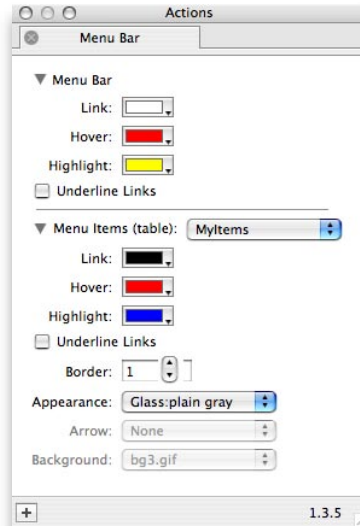 Actions
Menu Bar
Menu Bar
Link:
Hover:
Highlight:
Underline Links
Menu Items (table): MyItems
Link:
Hover:
Highlight:
Underline Links
Border: 1
Appearance: Glass:plain gray
Arrow: None
Background: bg3.gif
+ 1.3.5